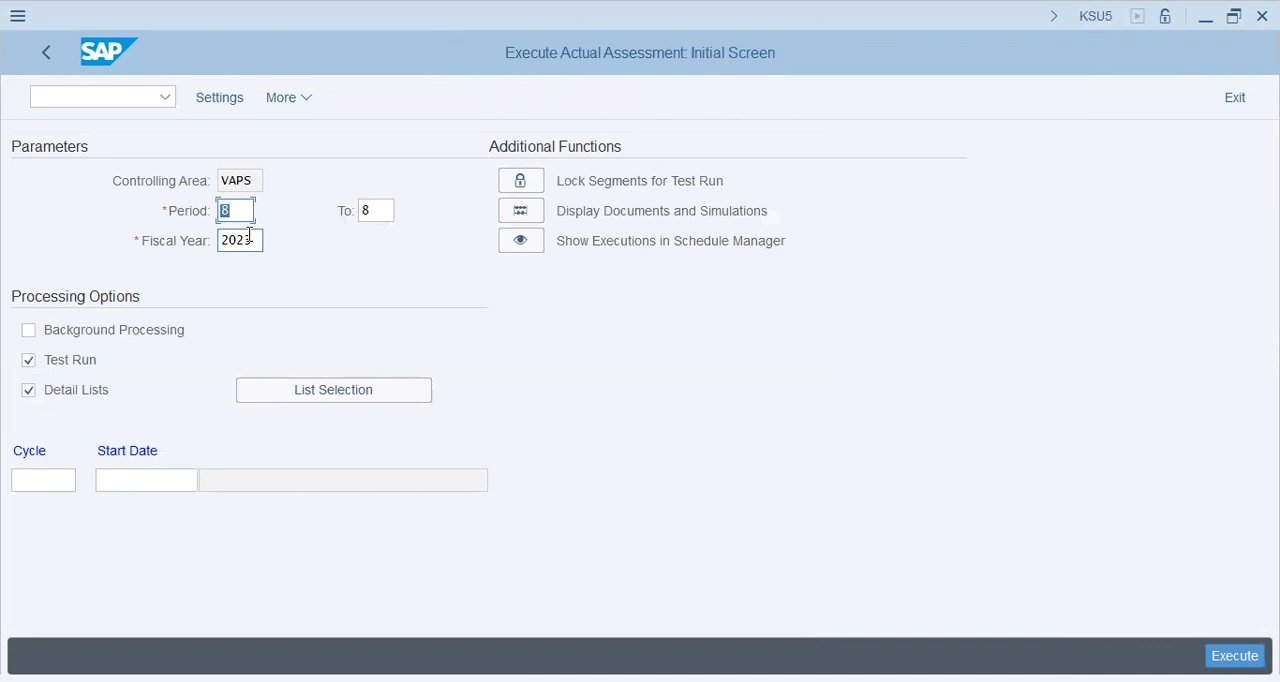 KSU5
SAP
Execute Actual Assessment: Initial Screen
Settings More Exit
Parameters Additional Functions
Controlling Area: VAPS Lock Segments for Test Run
*Period: 8 To: 8 Display Documents and Simulations
*Fiscal Year: 2023 Show Executions in Schedule Manager
Processing Options
Background Processing
Test Run
Detail Lists List Selection
Cycle Start Date
Execute